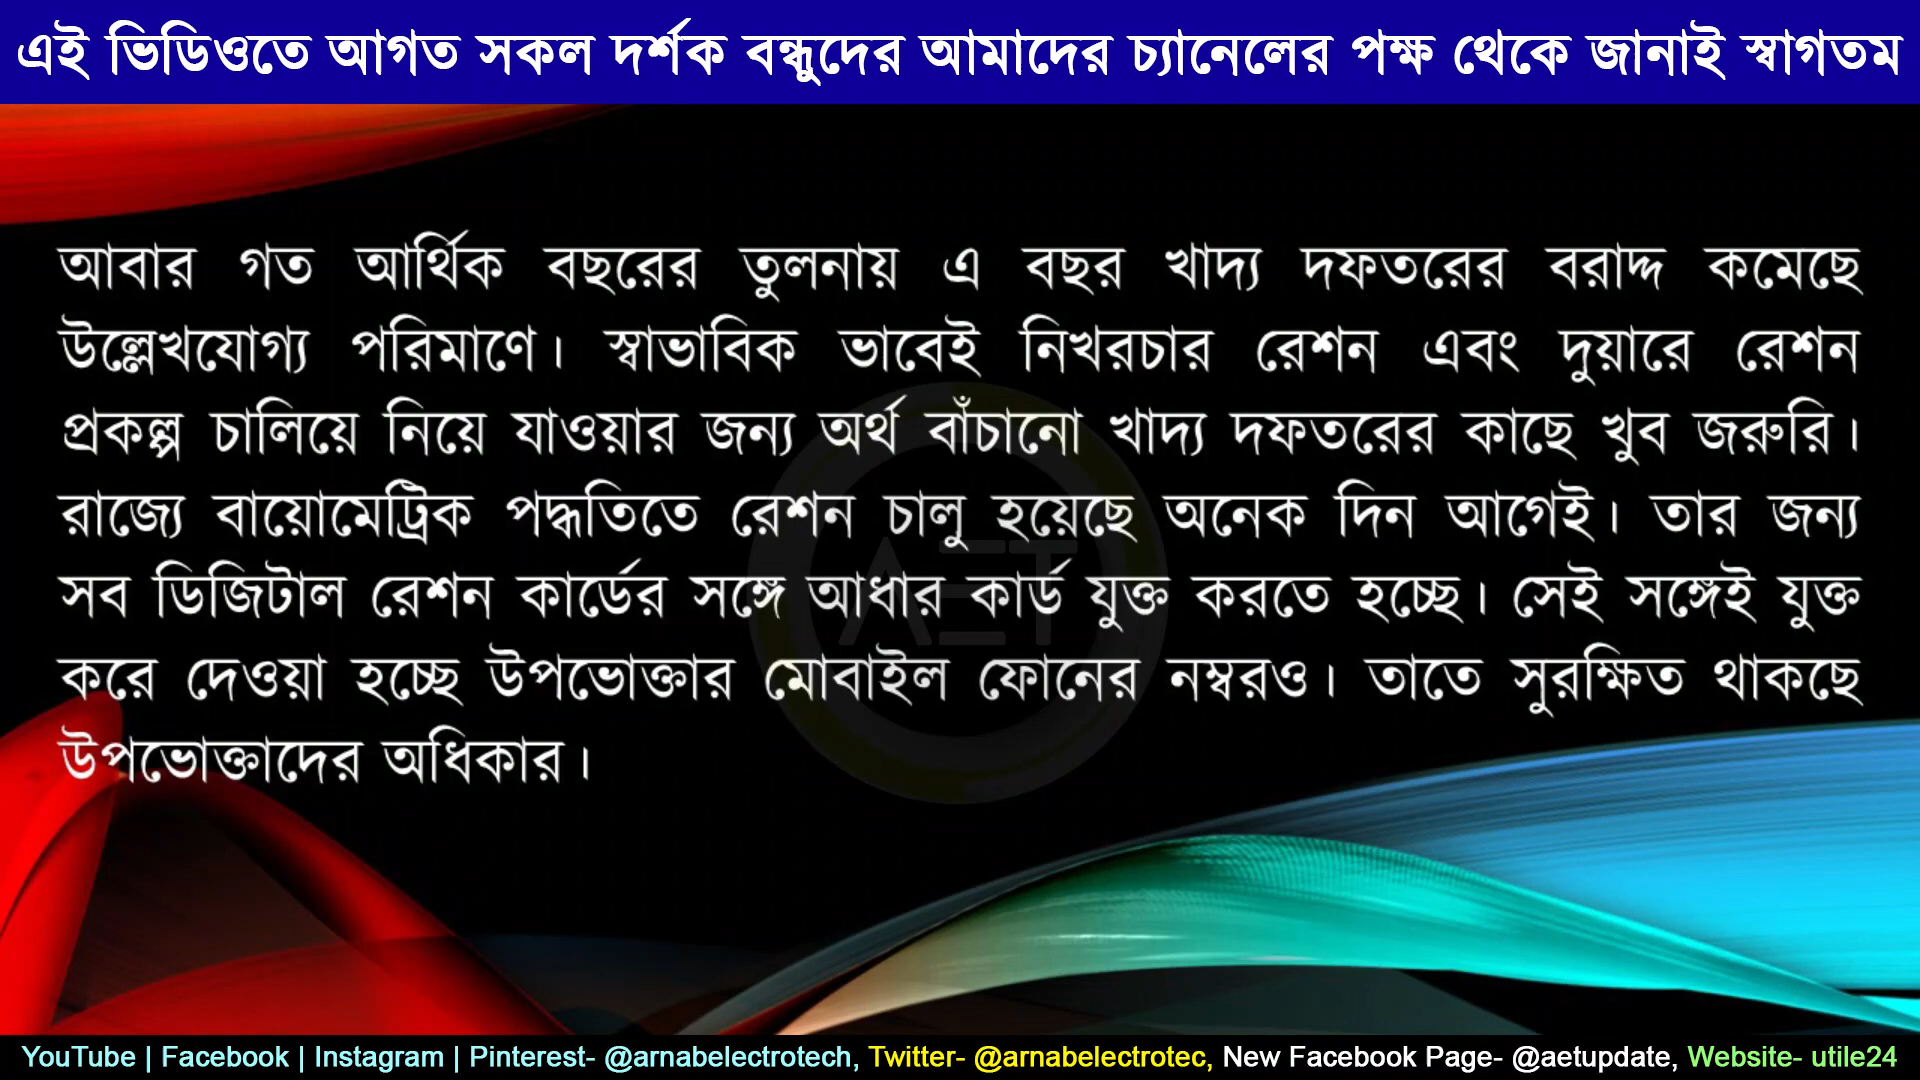 এই ভিডিওতে আগত সকল দর্শক বন্ধুদের আমাদের চ্যানেলের পক্ষ থেকে জানাই স্বাগতম
আবার গত আর্থিক বছরের তুলনায় এ বছর খাদ্য দফতরের বরাদ্দ কমেছে
উল্লেখযোগ্য পরিমাণে। স্বাভাবিক ভাবেই নিখরচার রেশন এবং দুয়ারে রেশন
প্রকল্প চালিয়ে নিয়ে যাওয়ার জন্য অর্থ বাঁচানো খাদ্য দফতরের কাছে খুব জরুরি।
রাজ্যে বায়োমেট্রিক পদ্ধতিতে রেশন চালু হয়েছে অনেক দিন আগেই। তার জন্য
সব ডিজিটাল রেশন কার্ডের সঙ্গে আধার কার্ড যুক্ত করতে হচ্ছে। সেই সঙ্গেই যুক্ত
করে দেওয়া হচ্ছে উপভোক্তার মোবাইল ফোনের নম্বরও। তাতে সুরক্ষিত থাকছে
উপভোক্তাদের অধিকার।
AET
YouTube | Facebook | Instagram | Pinterest- @arnabelectrotech, Twitter- @arnabelectrotec, New Facebook Page- @aetupdate, Website- utile24